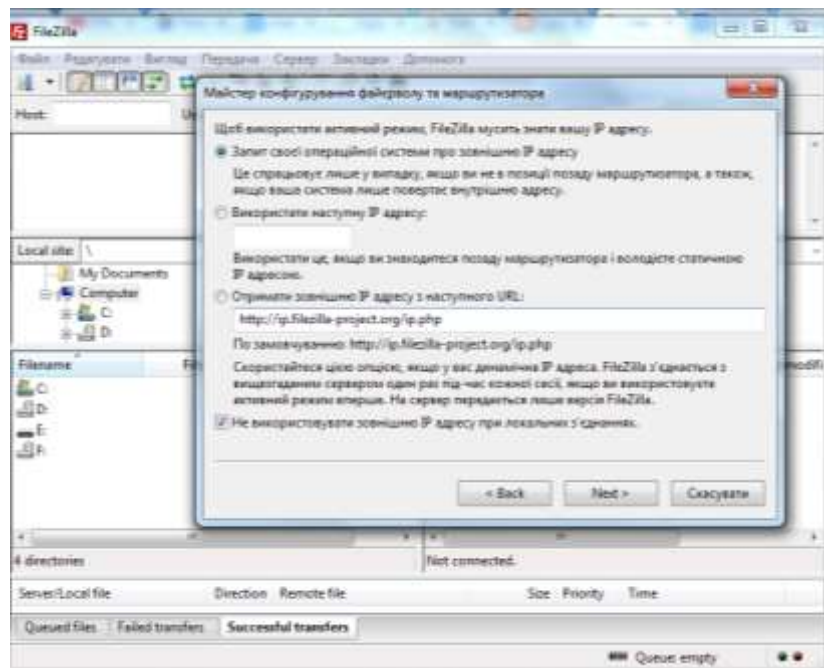 FileZilla
Файл Редагувати Вигляд Передача Сервер Закладки Допомога
Host:
Майстер конфігурування файерволу та маршрутизатора
Щоб використати активний режим, FileZilla мусить знати вашу IP адресу.
Запит своєї операційної системи про зовнішню IP адресу
Це спрацьовує лише у випадку, якщо ви не в позиції позаду маршрутизатора, а також,
якщо ваша система лише повертає внутрішню адресу.
Використати наступну IP адресу:
Використати це, якщо ви знаходитеся позаду маршрутизатора і володієте статичною
IP адресою.
Отримати зовнішню IP адресу з наступного URL:
http://ip.filezilla-project.org/ip.php
По замовчуванню: http://ip.filezilla-project.org/ip.php
Скористайтеся цією опцією, якщо у вас динамічна IP адреса. FileZilla з'єднається з
вищезгаданим сервером один раз під-час кожної сесії, якщо ви використовуєте
активний режим вперше. На сервер передається лише версія FileZilla.
Не використовувати зовнішню IP адресу при локальних з'єднаннях.
< Back Next > Скасувати
Local site: \
My Documents
Computer
C:
D:
Filename
C:
D:
E:
F:
4 directories
Not connected.
Server/Local file Direction Remote file Size Priority Time
Queued files Failed transfers Successful transfers
Queue: empty